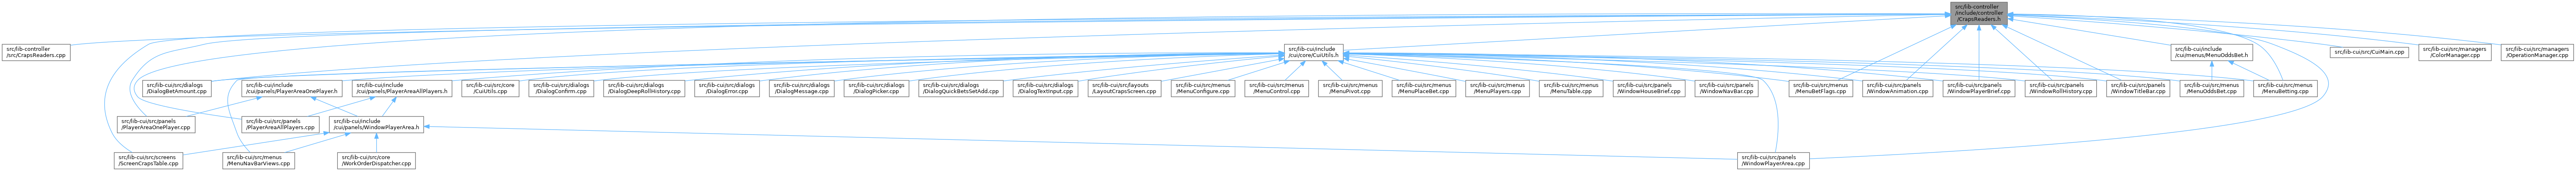 src/lib-controller
/include/controller
/CrapsReaders.h
src/lib-controller
/src/CrapsReaders.cpp
src/lib-cui/include
/cui/core/CuiUtils.h
src/lib-cui/include
/cui/menus/MenuOddsBet.h
src/lib-cui/src/CuiMain.cpp
src/lib-cui/src/managers
/ColorManager.cpp
src/lib-cui/src/managers
/OperationManager.cpp
src/lib-cui/src/dialogs
/DialogBetAmount.cpp
src/lib-cui/include
/cui/panels/PlayerAreaOnePlayer.h
src/lib-cui/include
/cui/panels/PlayerAreaAllPlayers.h
src/lib-cui/src/core
/CuiUtils.cpp
src/lib-cui/src/dialogs
/DialogConfirm.cpp
src/lib-cui/src/dialogs
/DialogDeepRollHistory.cpp
src/lib-cui/src/dialogs
/DialogError.cpp
src/lib-cui/src/dialogs
/DialogMessage.cpp
src/lib-cui/src/dialogs
/DialogPicker.cpp
src/lib-cui/src/dialogs
/DialogQuickBetsSetAdd.cpp
src/lib-cui/src/dialogs
/DialogTextInput.cpp
src/lib-cui/src/layouts
/LayoutCrapsScreen.cpp
src/lib-cui/src/menus
/MenuConfigure.cpp
src/lib-cui/src/menus
/MenuControl.cpp
src/lib-cui/src/menus
/MenuPivot.cpp
src/lib-cui/src/menus
/MenuPlaceBet.cpp
src/lib-cui/src/menus
/MenuPlayers.cpp
src/lib-cui/src/menus
/MenuTable.cpp
src/lib-cui/src/panels
/WindowHouseBrief.cpp
src/lib-cui/src/panels
/WindowNavBar.cpp
src/lib-cui/src/menus
/MenuBetFlags.cpp
src/lib-cui/src/panels
/WindowAnimation.cpp
src/lib-cui/src/panels
/WindowPlayerBrief.cpp
src/lib-cui/src/panels
/WindowRollHistory.cpp
src/lib-cui/src/panels
/WindowTitleBar.cpp
src/lib-cui/src/menus
/MenuOddsBet.cpp
src/lib-cui/src/menus
/MenuBetting.cpp
src/lib-cui/src/panels
/PlayerAreaOnePlayer.cpp
src/lib-cui/src/panels
/PlayerAreaAllPlayers.cpp
src/lib-cui/include
/cui/panels/WindowPlayerArea.h
src/lib-cui/src/screens
/ScreenCrapsTable.cpp
src/lib-cui/src/menus
/MenuNavBarViews.cpp
src/lib-cui/src/core
/WorkOrderDispatcher.cpp
src/lib-cui/src/panels
/WindowPlayerArea.cpp